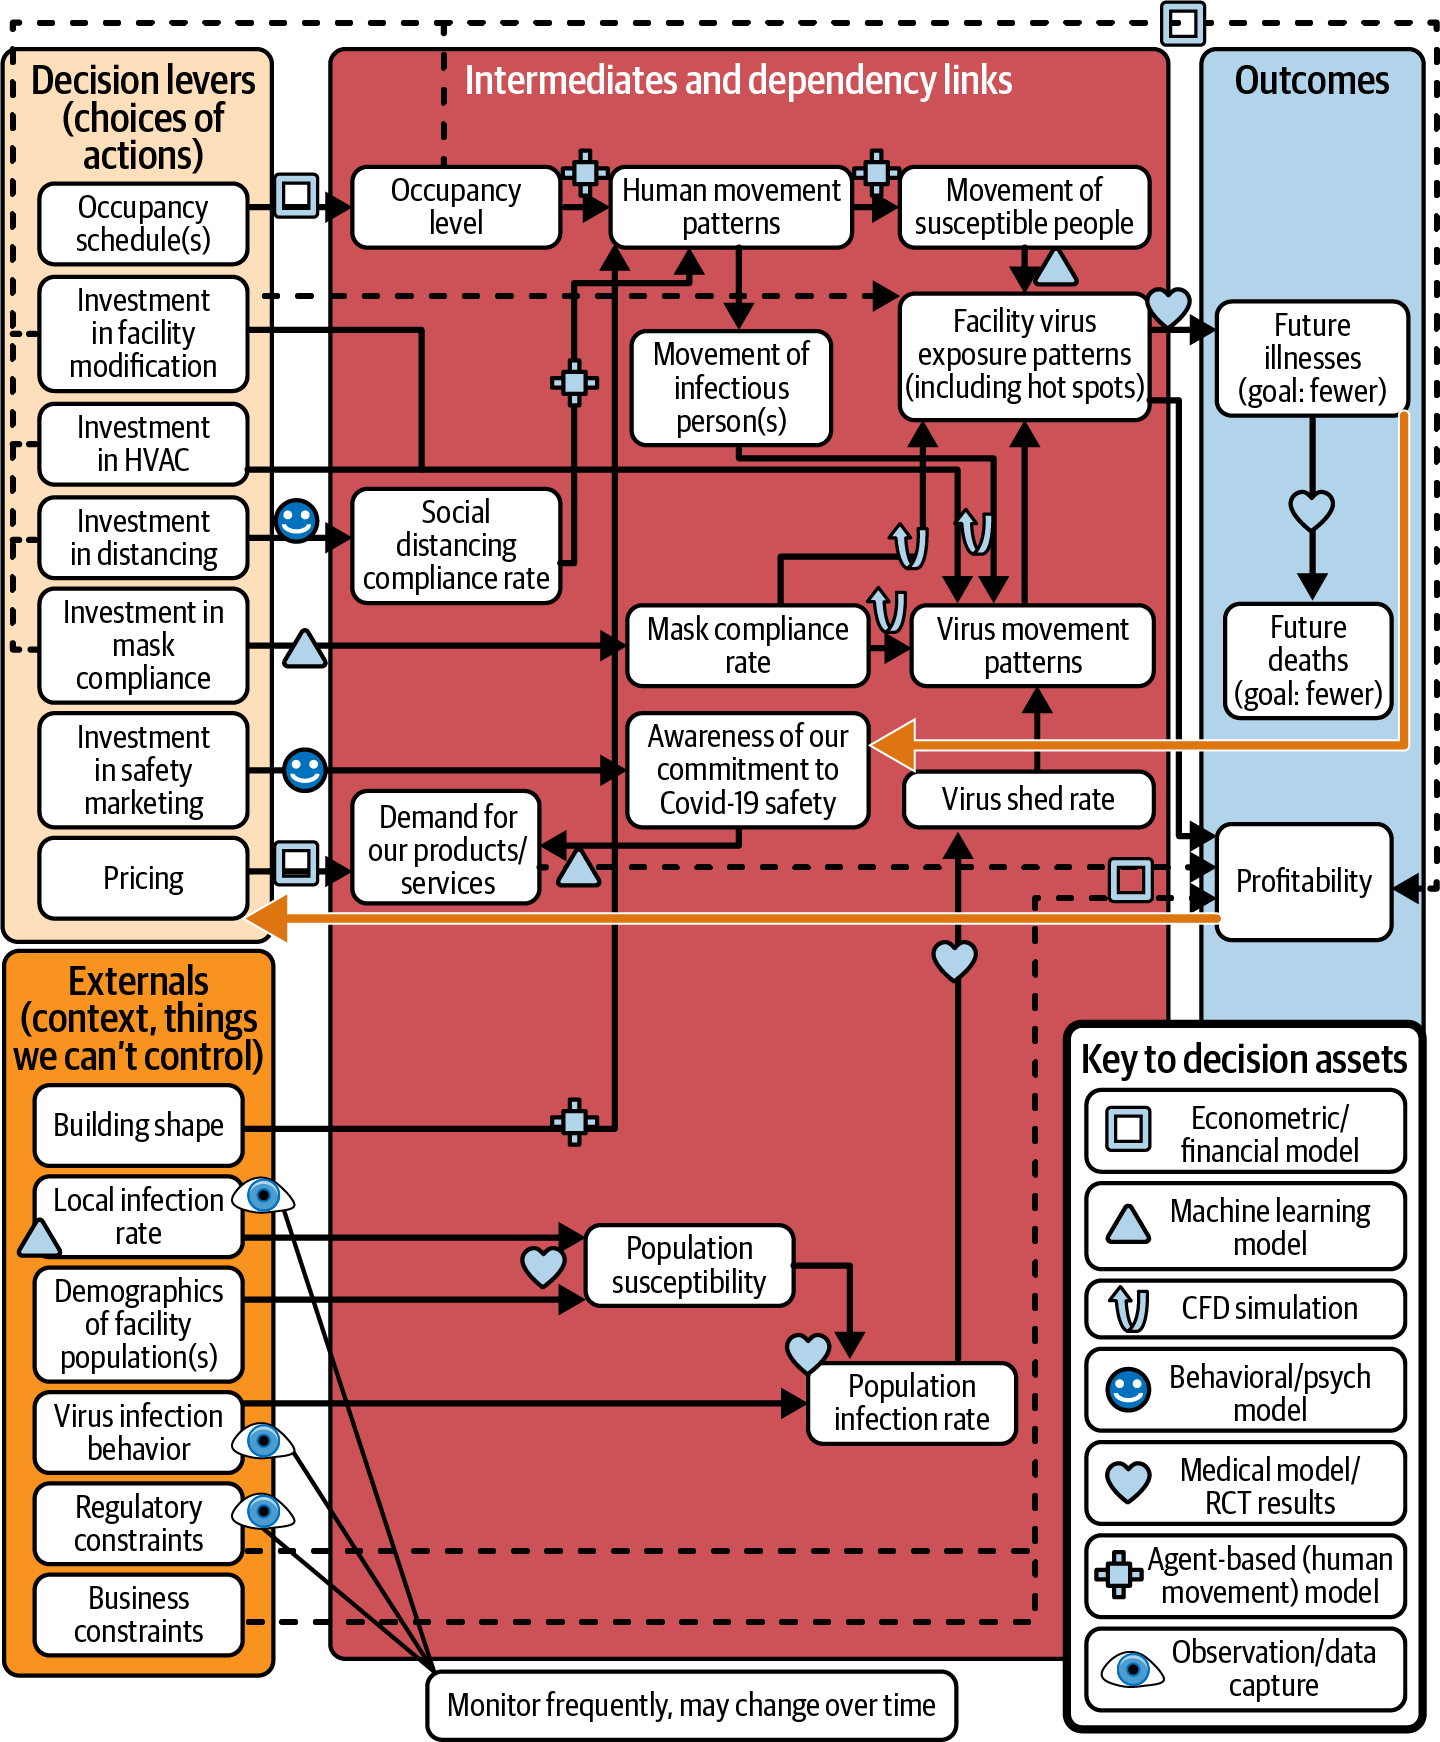 Decision levers
(choices of
actions)
Occupancy
schedule(s)
Investment
in facility
modification
Investment
in HVAC
Investment
in distancing
Investment in
mask
compliance
Investment
in safety
marketing
Pricing
Externals
(context, things
we can't control)
Building shape
Local infection
rate
Demographics
of facility
population(s)
Virus infection
behavior
Regulatory
constraints
Business
constraints
Intermediates and dependency links
Occupancy
level
Human movement
patterns
Movement of
susceptible people
Movement of
infectious
person(s)
Facility virus
exposure patterns
(including hot spots)
Social
distancing
compliance rate
Mask compliance
rate
Virus movement
patterns
Awareness of our
commitment to
Covid-19 safety
Virus shed rate
Demand for
our products/
services
Population
susceptibility
Population
infection rate
Monitor frequently, may change over time
Outcomes
Future
illnesses
(goal: fewer)
Future
deaths
(goal: fewer)
Profitability
Key to decision assets
Econometric/
financial model
Machine learning
model
CFD simulation
Behavioral/psych
model
Medical model/
RCT results
Agent-based (human
movement) model
Observation/data
capture